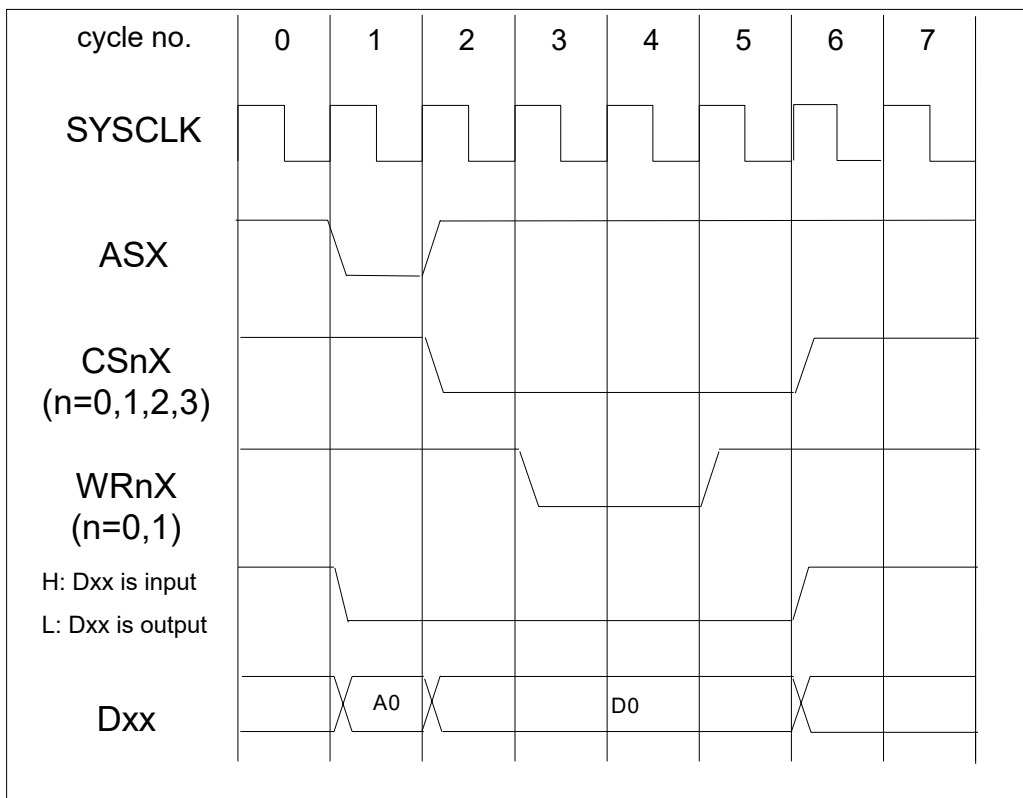 cycle no. 0 1 2 3 4 5 6 7
SYSCLK
ASX
CSnX
(n=0,1,2,3)
WRnX
(n=0,1)
H: Dxx is input
L: Dxx is output
Dxx A0 D0